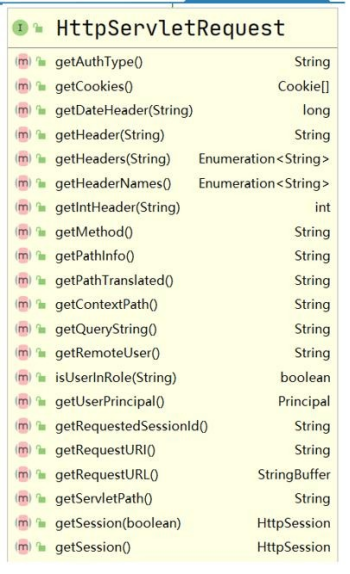 I HttpServletRequest
m getAuthType() String
m getCookies() Cookie[]
m getDateHeader(String) long
m getHeader(String) String
m getHeaders(String) Enumeration<String>
m getHeaderNames() Enumeration<String>
m getIntHeader(String) int
m getMethod() String
m getPathInfo() String
m getPathTranslated() String
m getContextPath() String
m getQueryString() String
m getRemoteUser() String
m isUserInRole(String) boolean
m getUserPrincipal() Principal
m getRequestedSessionId() String
m getRequestURI() String
m getRequestURL() StringBuffer
m getServletPath() String
m getSession(boolean) HttpSession
m getSession() HttpSession